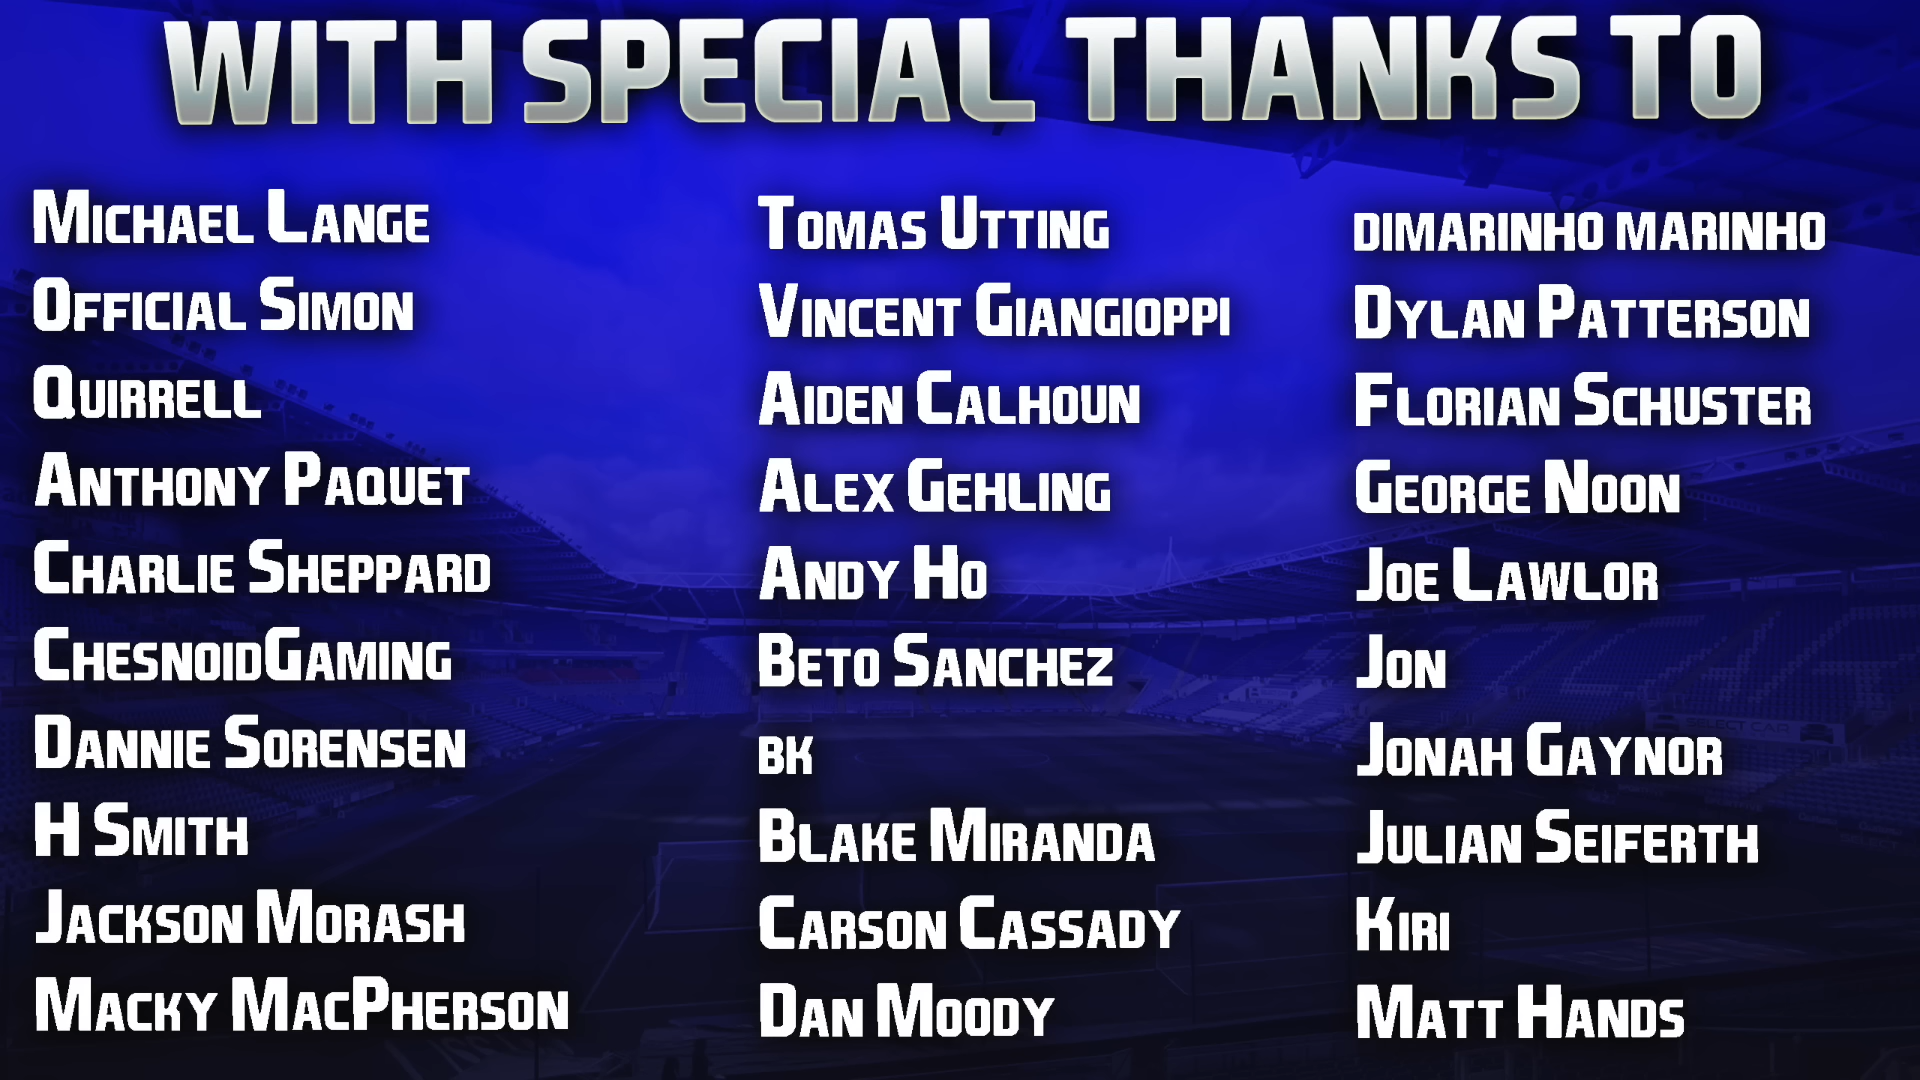 WITH SPECIAL THANKS TO
Michael Lange
Official Simon
Quirrell
Anthony Paquet
Charlie Sheppard
ChesnoidGaming
Dannie Sorensen
H Smith
Jackson Morash
Macky MacPherson
Tomas Utting
Vincent Giangioppi
Aiden Calhoun
Alex Gehling
Andy Ho
Beto Sanchez
bk
Blake Miranda
Carson Cassady
Dan Moody
dimarinho marinho
Dylan Patterson
Florian Schuster
George Noon
Joe Lawlor
Jon
Jonah Gaynor
Julian Seiferth
Kiri
Matt Hands